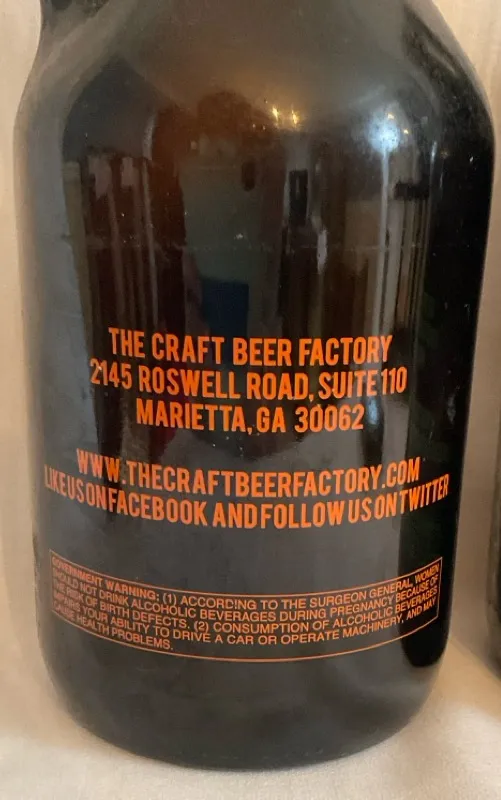 THE CRAFT BEER FACTORY
2145 ROSWELL ROAD, SUITE 110
MARIETTA, GA 30062
WWW.THECRAFTBEERFACTORY.COM
LIKE US ON FACEBOOK AND FOLLOW US ON TWITTER
GOVERNMENT WARNING: (1) ACCORDING TO THE SURGEON GENERAL, WOMEN
SHOULD NOT DRINK ALCOHOLIC BEVERAGES DURING PREGNANCY BECAUSE OF
THE RISK OF BIRTH DEFECTS. (2) CONSUMPTION OF ALCOHOLIC BEVERAGES
IMPAIRS YOUR ABILITY TO DRIVE A CAR OR OPERATE MACHINERY, AND MAY
CAUSE HEALTH PROBLEMS.